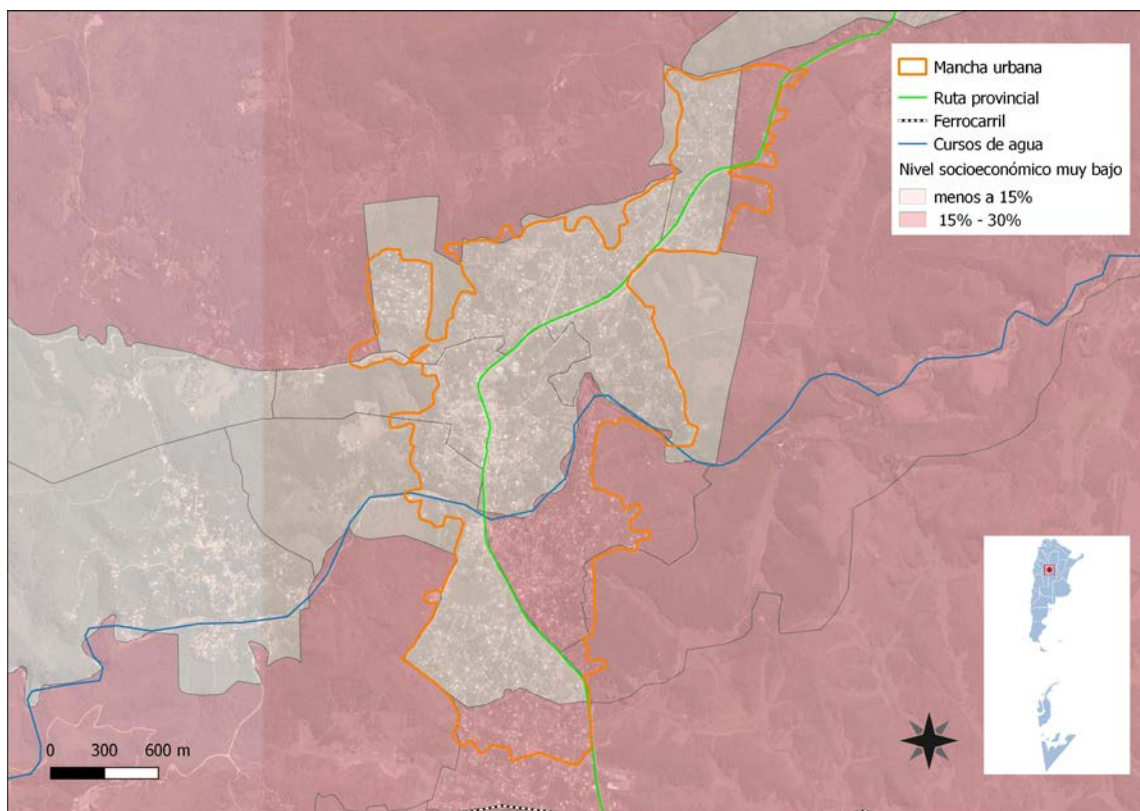 Mancha urbana
Ruta provincial
Ferrocarril
Cursos de agua
Nivel socioeconómico muy bajo
menos a 15%
15% - 30%
0 300 600 m